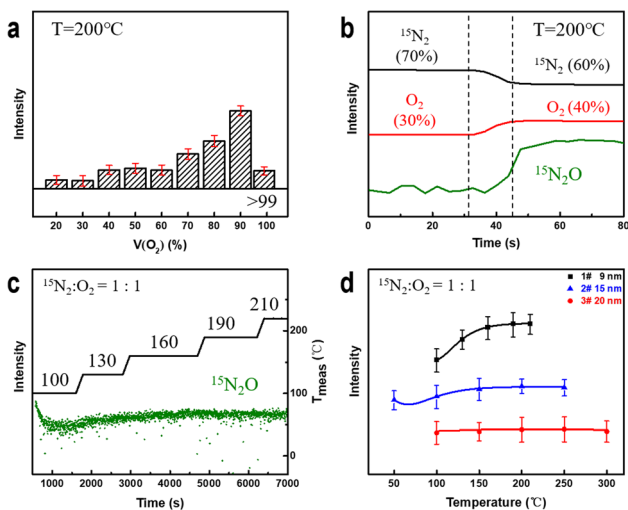 a
T=200℃
Intensity
>99
20 30 40 50 60 70 80 90 100
V(O₂) (%)
b
T=200℃
¹⁵N₂
(70%)
¹⁵N₂ (60%)
O₂
(30%)
O₂ (40%)
¹⁵N₂O
Intensity
0 20 40 60 80
Time (s)
c
¹⁵N₂:O₂ = 1 : 1
100
130
160
190
210
¹⁵N₂O
Intensity
200
100
0
Tmeas (℃)
1000 2000 3000 4000 5000 6000 7000
Time (s)
d
¹⁵N₂:O₂ = 1 : 1
1# 9 nm
2# 15 nm
3# 20 nm
Intensity
50 100 150 200 250 300
Temperature (℃)